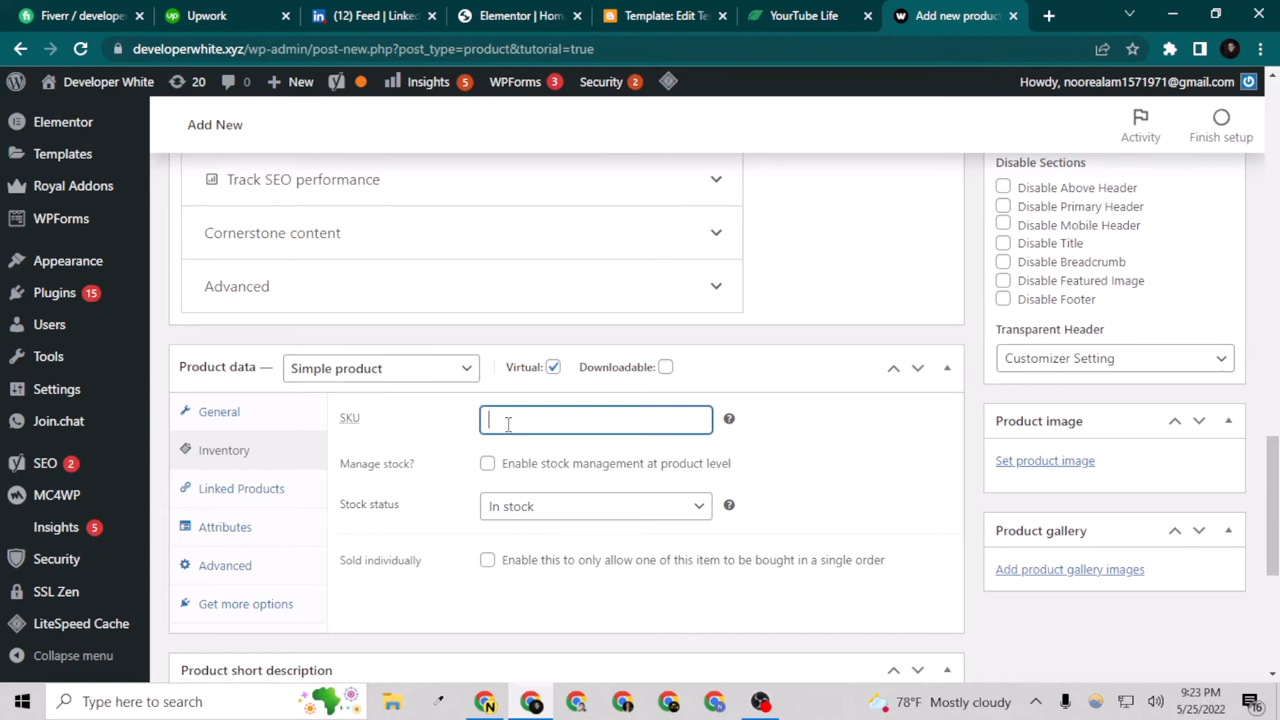 Fiverr / develope
Upwork
(12) Feed | Linke
Elementor | Hom
Template: Edit Te
YourTube Life
Add new produc
developerwhite.xyz/wp-admin/post-new.php?post_type=product&tutorial=true
Developer White
20
0
New
Insights 5
WPForms 3
Security 2
Howdy, noorealam1571971@gmail.com
Elementor
Templates
Royal Addons
WPForms
Appearance
Plugins 15
Users
Tools
Settings
Join.chat
SEO 2
MC4WP
Insights 5
Security
SSL Zen
LiteSpeed Cache
Collapse menu
Add New
Activity
Finish setup
Track SEO performance
Cornerstone content
Advanced
Product data —
Simple product
Virtual:
Downloadable:
General
Inventory
Linked Products
Attributes
Advanced
Get more options
SKU
Manage stock?
Enable stock management at product level
Stock status
In stock
Sold individually
Enable this to only allow one of this item to be bought in a single order
Product short description
Disable Sections
Disable Above Header
Disable Primary Header
Disable Mobile Header
Disable Title
Disable Breadcrumb
Disable Featured Image
Disable Footer
Transparent Header
Customizer Setting
Product image
Set product image
Product gallery
Add product gallery images
Type here to search
78°F Mostly cloudy
9:23 PM
5/25/2022
16